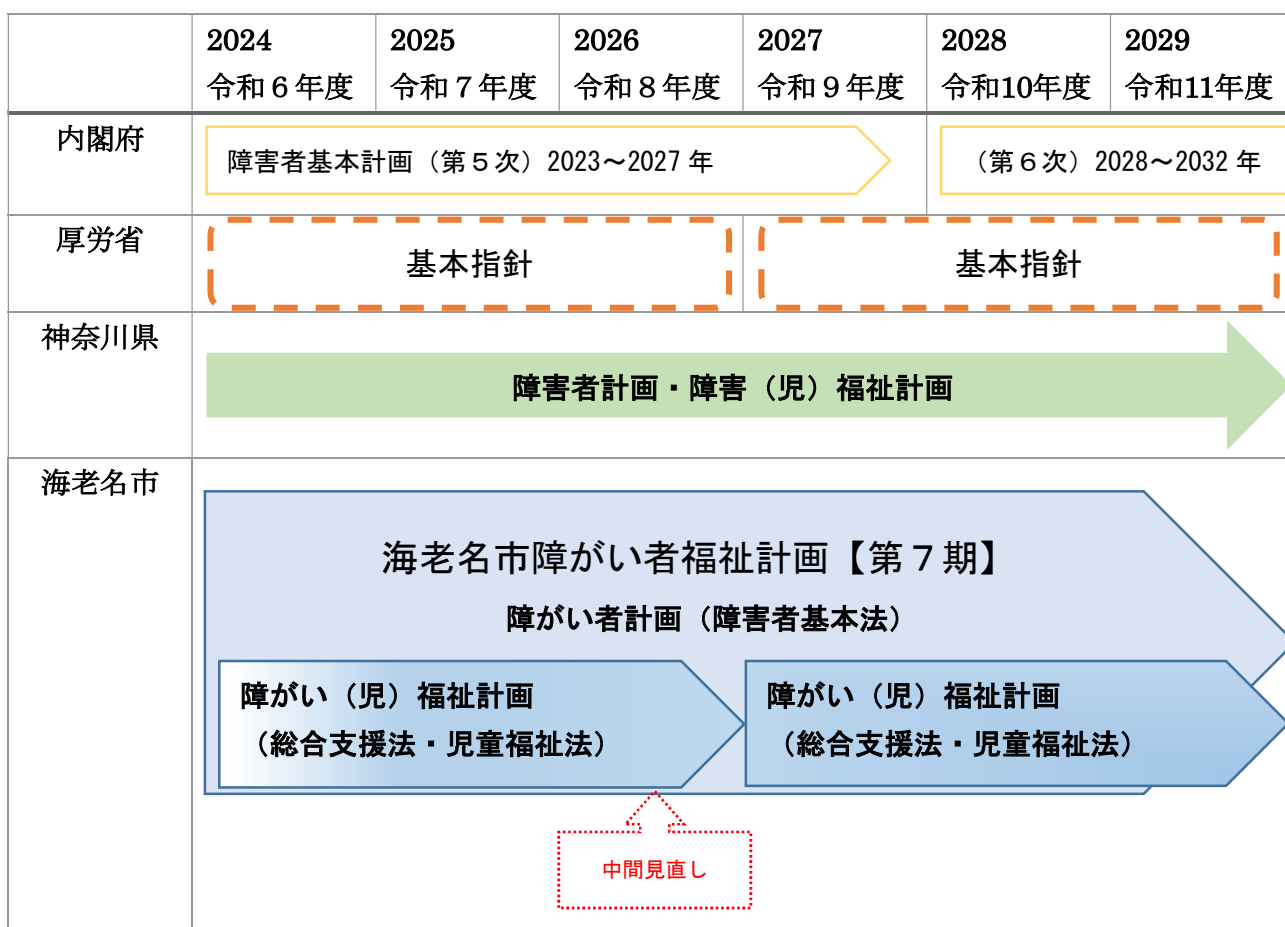 2024 2025 2026 2027 2028 2029
令和６年度 令和７年度 令和８年度 令和９年度 令和10年度 令和11年度
内閣府
障害者基本計画（第５次）2023～2027 年
（第６次）2028～2032 年
厚労省
基本指針
基本指針
神奈川県
障害者計画・障害（児）福祉計画
海老名市
海老名市障がい者福祉計画【第７期】
障がい者計画（障害者基本法）
障がい（児）福祉計画
（総合支援法・児童福祉法）
障がい（児）福祉計画
（総合支援法・児童福祉法）
中間見直し